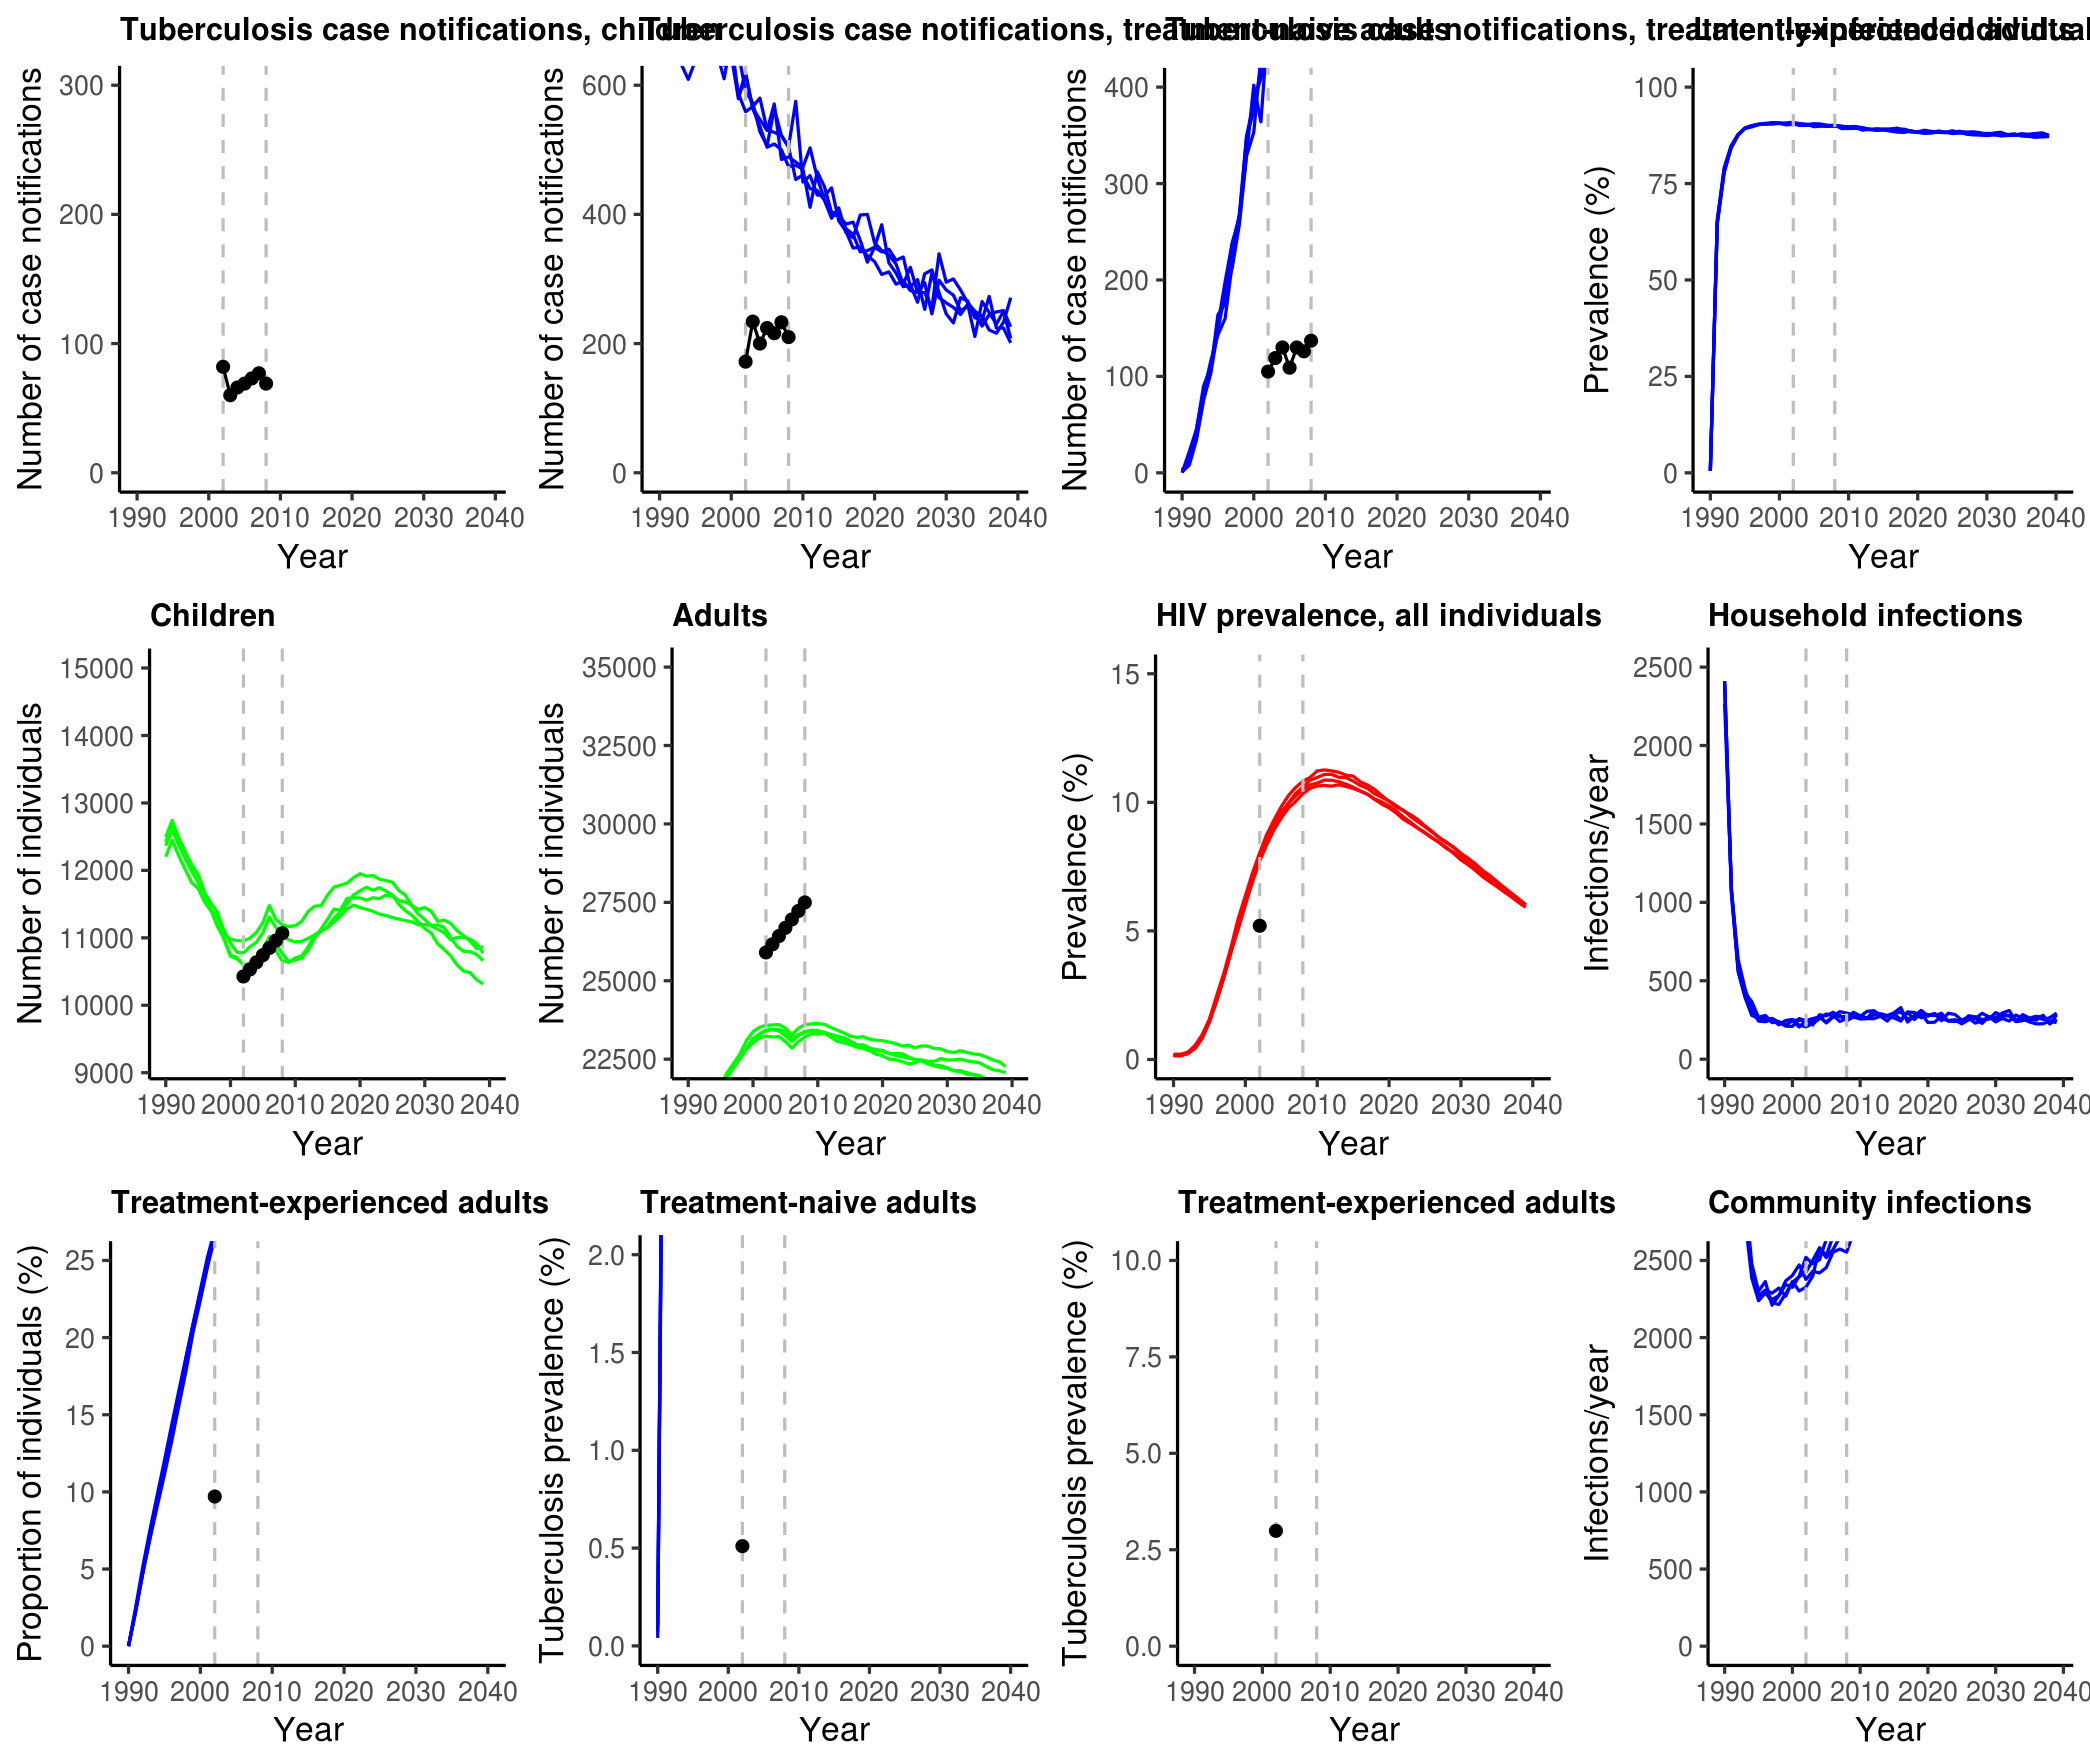 Tuberculosis case notifications, children
Tuberculosis case notifications, treatment-naive adults
Tuberculosis case notifications, treatment-experienced adults
Latently-infected individuals
Number of case notifications
300
200
100
0
1990 2000 2010 2020 2030 2040
Year
Number of case notifications
600
400
200
0
1990 2000 2010 2020 2030 2040
Year
Number of case notifications
400
300
200
100
0
1990 2000 2010 2020 2030 2040
Year
Prevalence (%)
100
75
50
25
0
1990 2000 2010 2020 2030 2040
Year
Children
Number of individuals
15000
14000
13000
12000
11000
10000
9000
1990 2000 2010 2020 2030 2040
Year
Adults
Number of individuals
35000
32500
30000
27500
25000
22500
1990 2000 2010 2020 2030 2040
Year
HIV prevalence, all individuals
Prevalence (%)
15
10
5
0
1990 2000 2010 2020 2030 2040
Year
Household infections
Infections/year
2500
2000
1500
1000
500
0
1990 2000 2010 2020 2030 2040
Year
Treatment-experienced adults
Proportion of individuals (%)
25
20
15
10
5
0
1990 2000 2010 2020 2030 2040
Year
Treatment-naive adults
Tuberculosis prevalence (%)
2.0
1.5
1.0
0.5
0.0
1990 2000 2010 2020 2030 2040
Year
Treatment-experienced adults
Tuberculosis prevalence (%)
10.0
7.5
5.0
2.5
0.0
1990 2000 2010 2020 2030 2040
Year
Community infections
Infections/year
2500
2000
1500
1000
500
0
1990 2000 2010 2020 2030 2040
Year